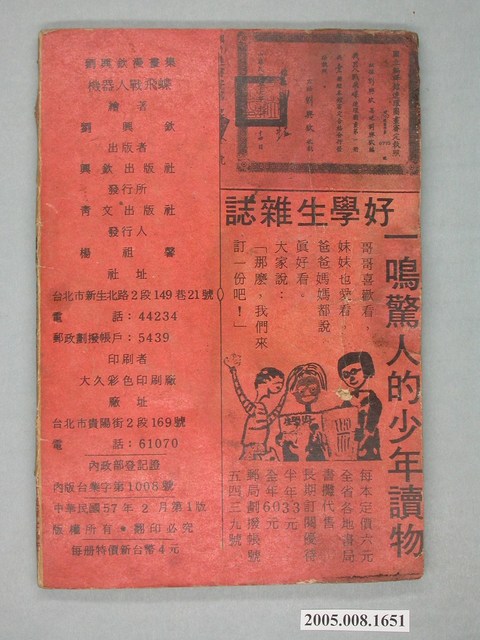 劉興欽漫畫集
機器人戰飛蝶
繪著
劉興欽
出版者
興欽出版社
發行所
青文出版社
發行人
楊祖馨
社址
台北市新生北路2段149巷21號
電話：44234
郵政劃撥帳戶：5439
印刷者
大久彩色印刷廠
廠址
台北市貴陽街2段169號
電話：61070
內政部登記證
內版台業字第1008號
中華民國57年2月第1版
版權所有★翻印必究
每册特價新台幣4元
好學生雜誌
一鳴驚人的少年讀物
哥哥喜歡看，
妹妹也愛看。
爸爸媽媽都說
眞好看。
大家說：
「那麼，我們來
訂一份吧！」
好學生
每本定價六元
全省各地書局
書攤代售
長期訂閱優待
半年33元
全年60元
郵局劃撥帳號
五四三九號
2005.008.1651